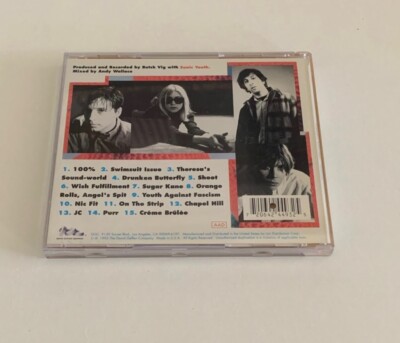 Produced and Recorded by Butch Vig with Sonic Youth.
Mixed by Andy Wallace
1. 100% 2. Swimsuit Issue 3. Theresa's
Sound-world 4. Drunken Butterfly 5. Shoot
6. Wish Fulfillment 7. Sugar Kane 8. Orange
Rolls, Angel's Spit 9. Youth Against Fascism
10. Nic Fit 11. On The Strip 12. Chapel Hill
13. JC 14. Purr 15. Crème Brûlée